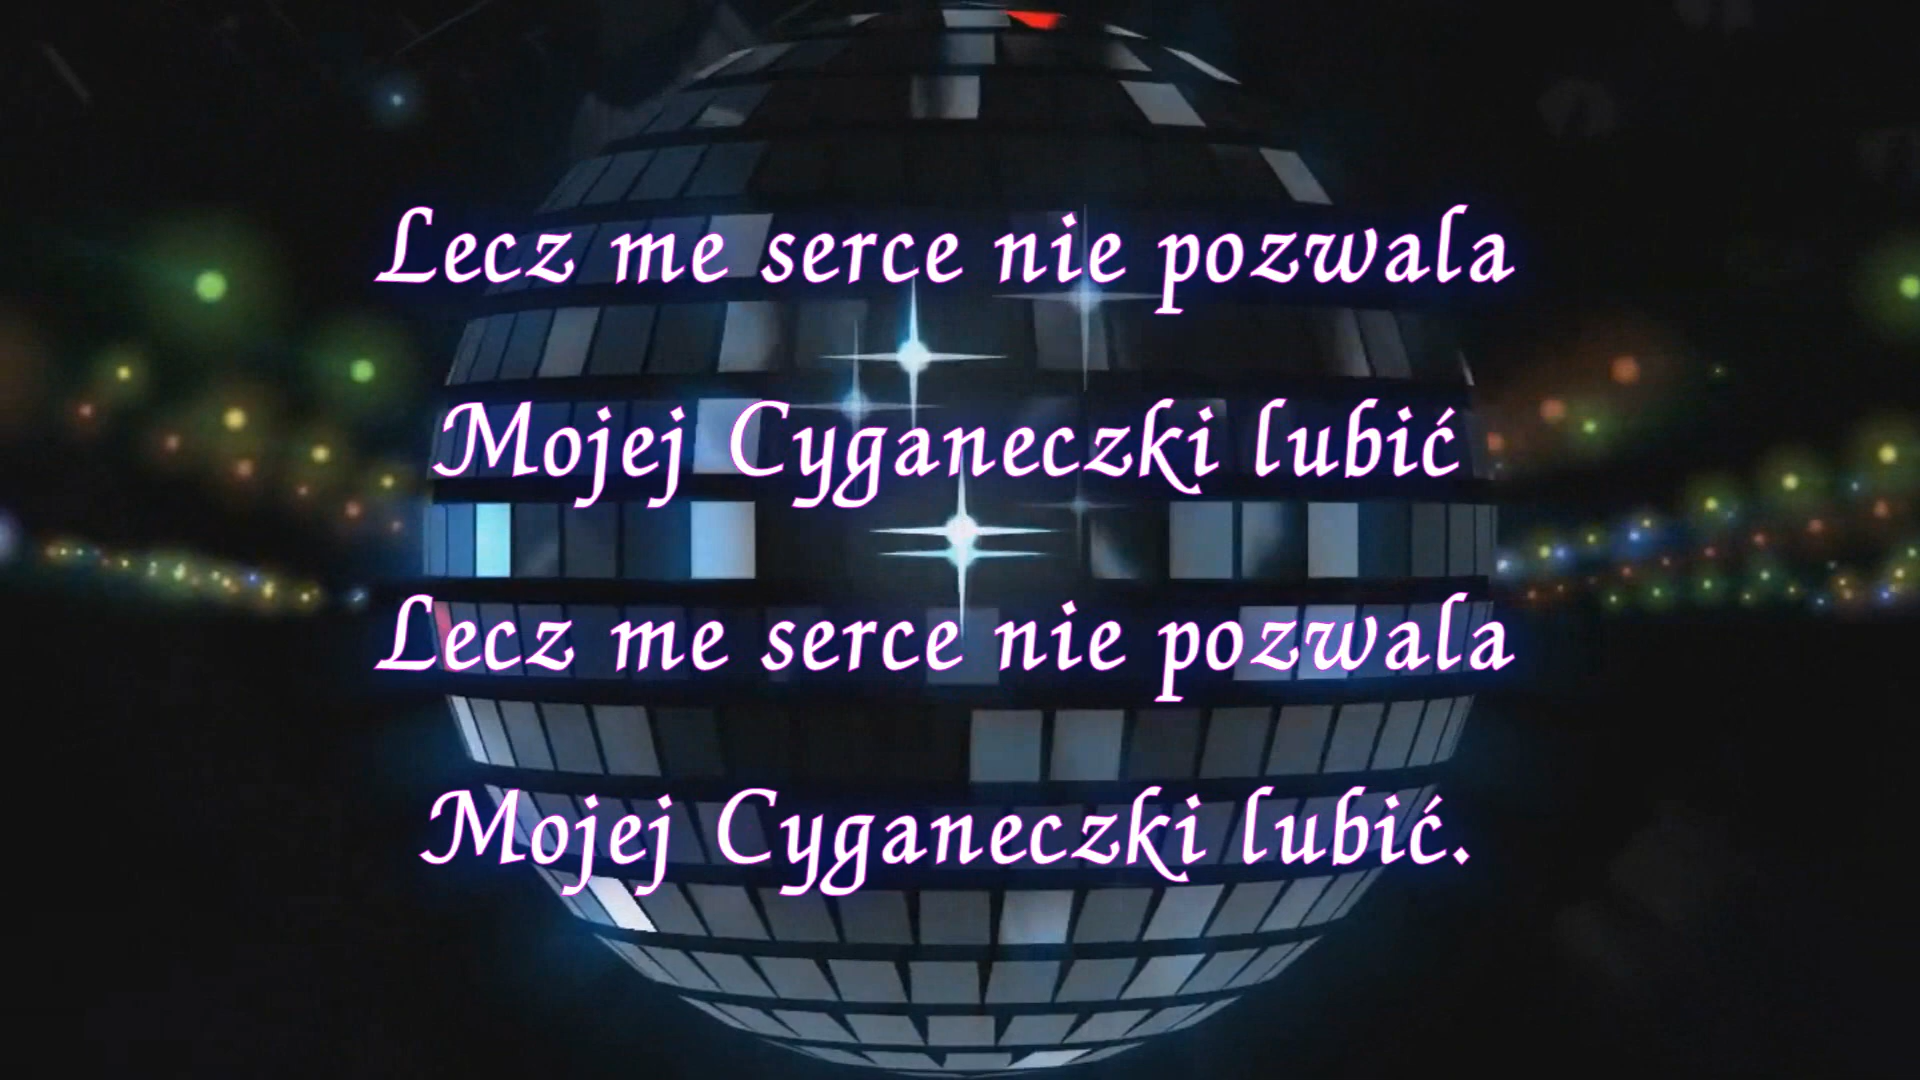 Lecz me serce nie pozwala
Mojej Cyganeczki lubić
Lecz me serce nie pozwala
Mojej Cyganeczki lubić.